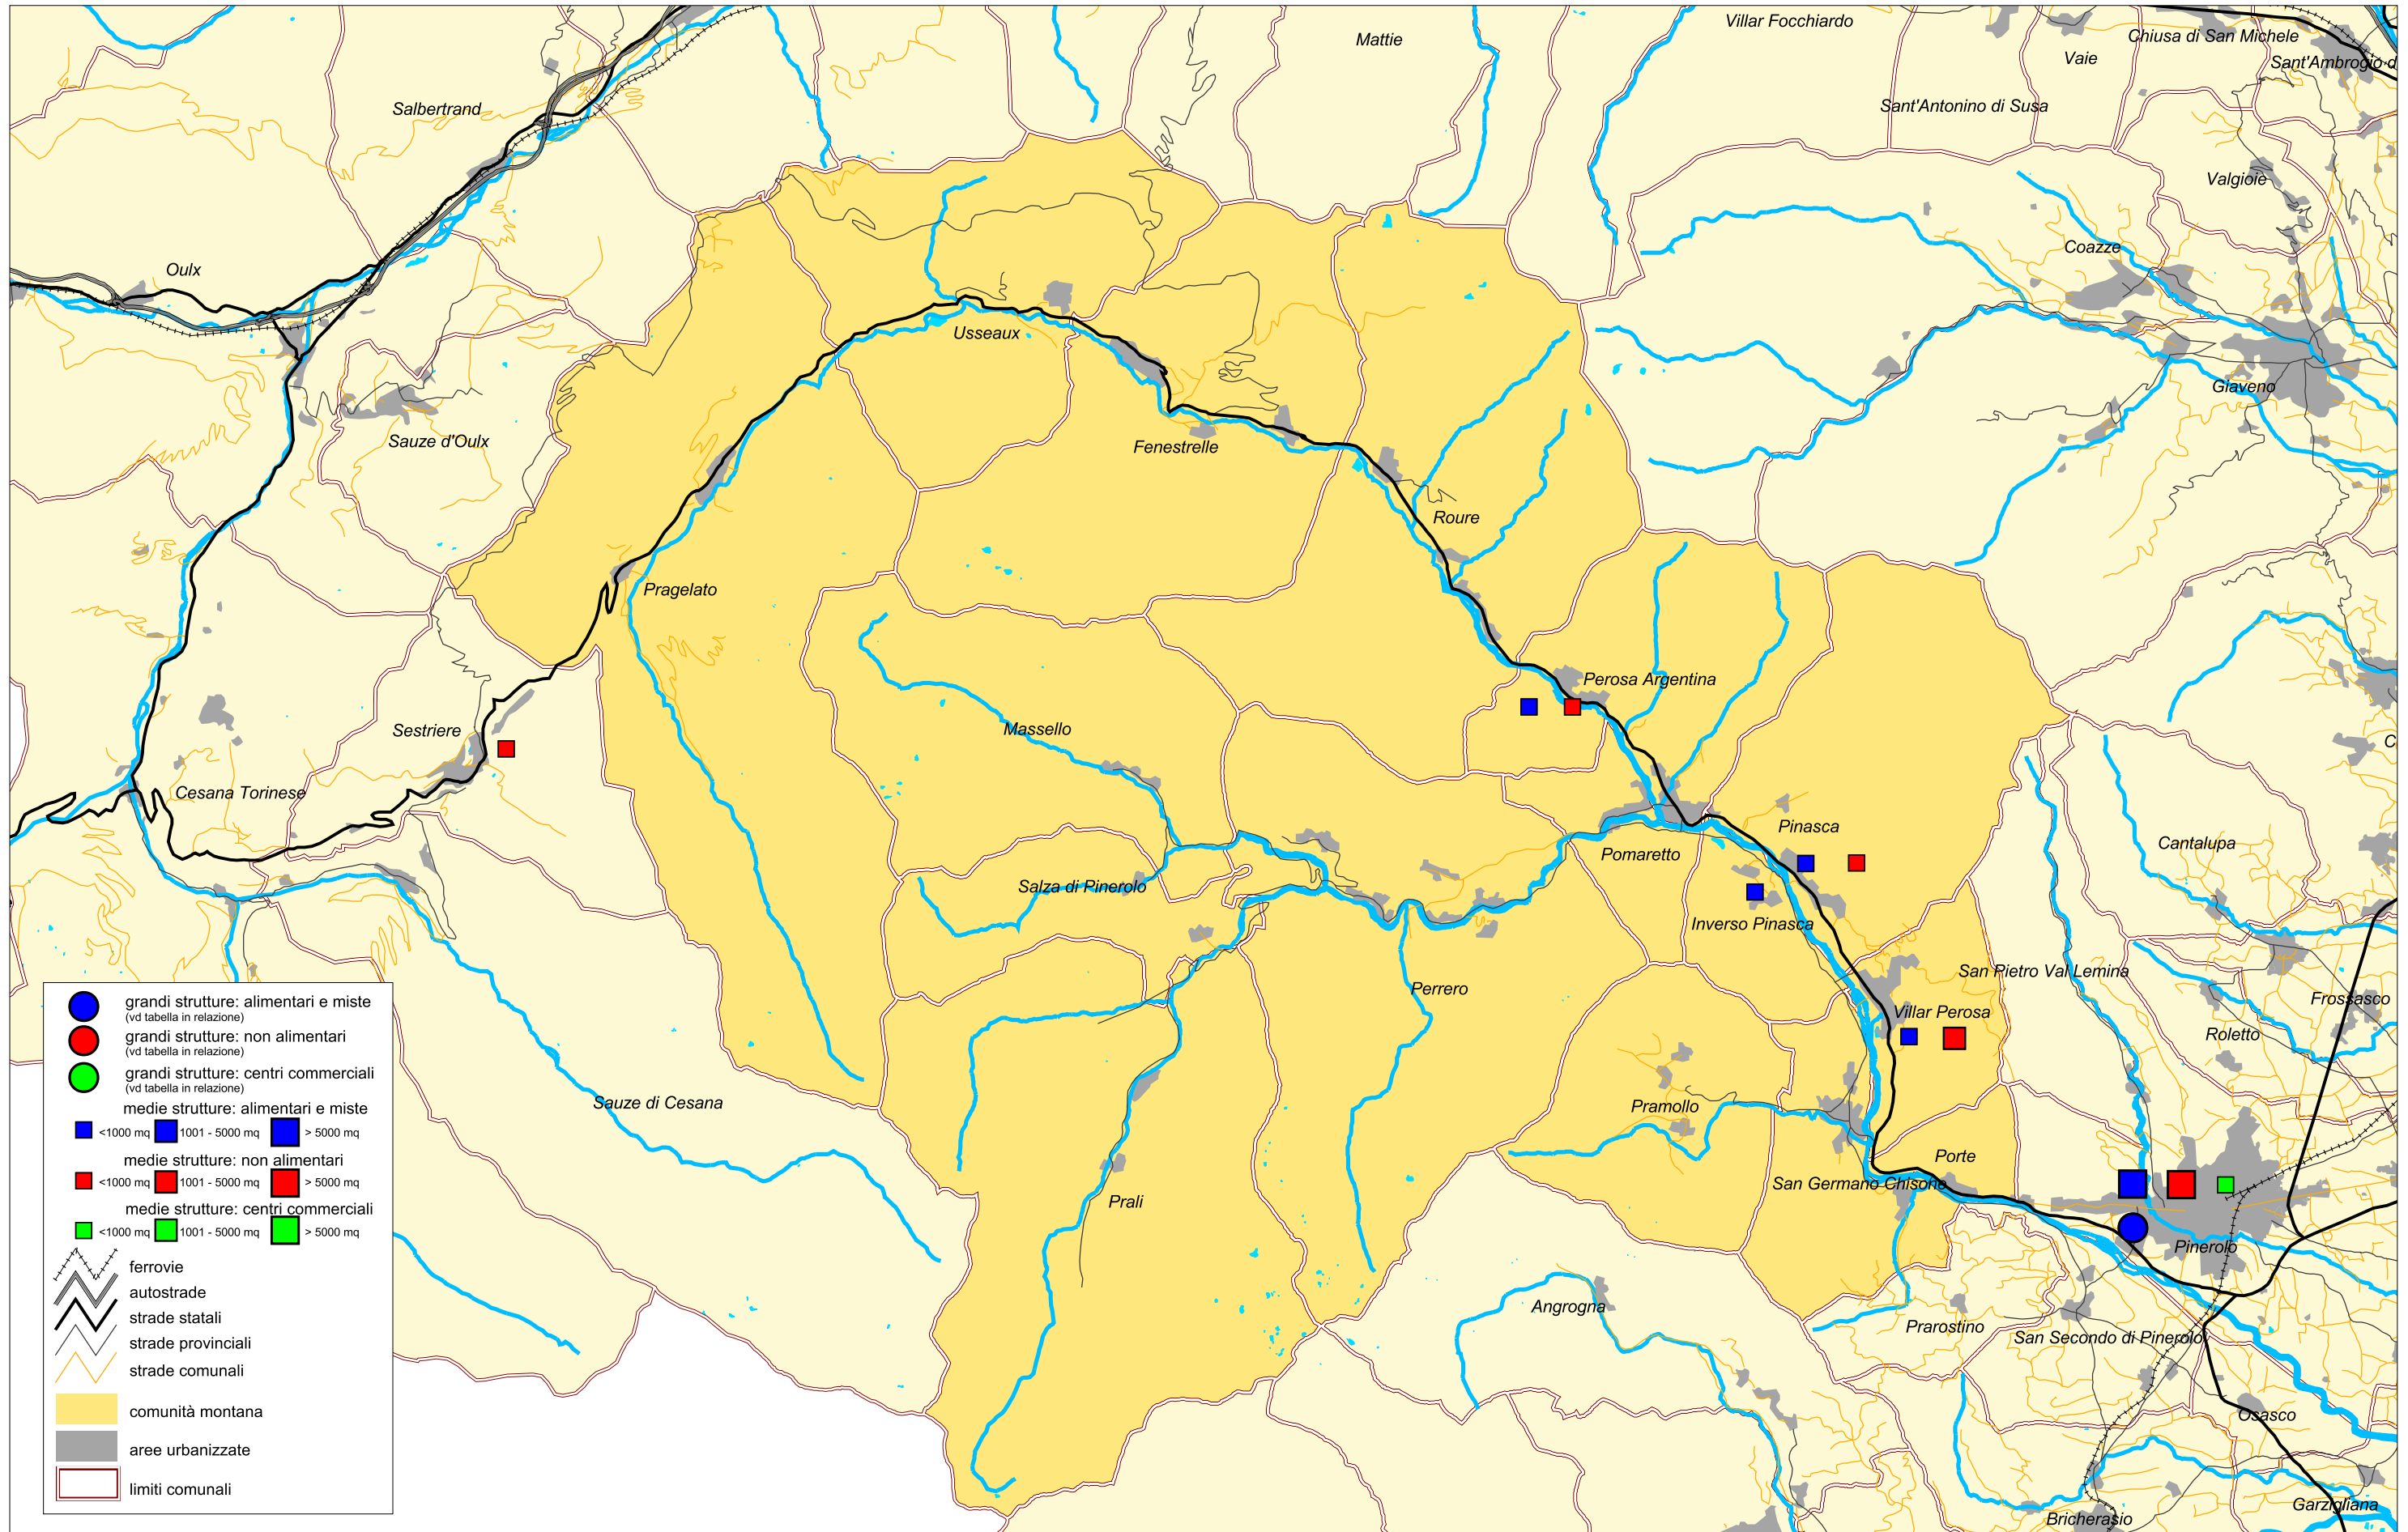 Villar Focchiardo
Chiusa di San Michele
Mattie
Vaie
Sant'Ambrogio d
Salbertrand
Sant'Antonino di Susa
Valgioie
Coazze
Oulx
Usseaux
Giaveno
Sauze d'Oulx
Fenestrelle
Roure
Pragelato
Perosa Argentina
Sestriere
Massello
C
Cesana Torinese
Pinasca
Cantalupa
Pomaretto
Salza di Pinerolo
Inverso Pinasca
San Pietro Val Lemina
Perrero
Frossasco
Villar Perosa
Roletto
Sauze di Cesana
Pramollo
Porte
San Germano Chisone
Prali
Pinerolo
Angrogna
Prarostino
San Secondo di Pinerolo
Osasco
Garzigliana
Bricherasio
grandi strutture: alimentari e miste
(vd tabella in relazione)
grandi strutture: non alimentari
(vd tabella in relazione)
grandi strutture: centri commerciali
(vd tabella in relazione)
medie strutture: alimentari e miste
<1000 mq 1001 - 5000 mq > 5000 mq
medie strutture: non alimentari
<1000 mq 1001 - 5000 mq > 5000 mq
medie strutture: centri commerciali
<1000 mq 1001 - 5000 mq > 5000 mq
ferrovie
autostrade
strade statali
strade provinciali
strade comunali
comunità montana
aree urbanizzate
limiti comunali